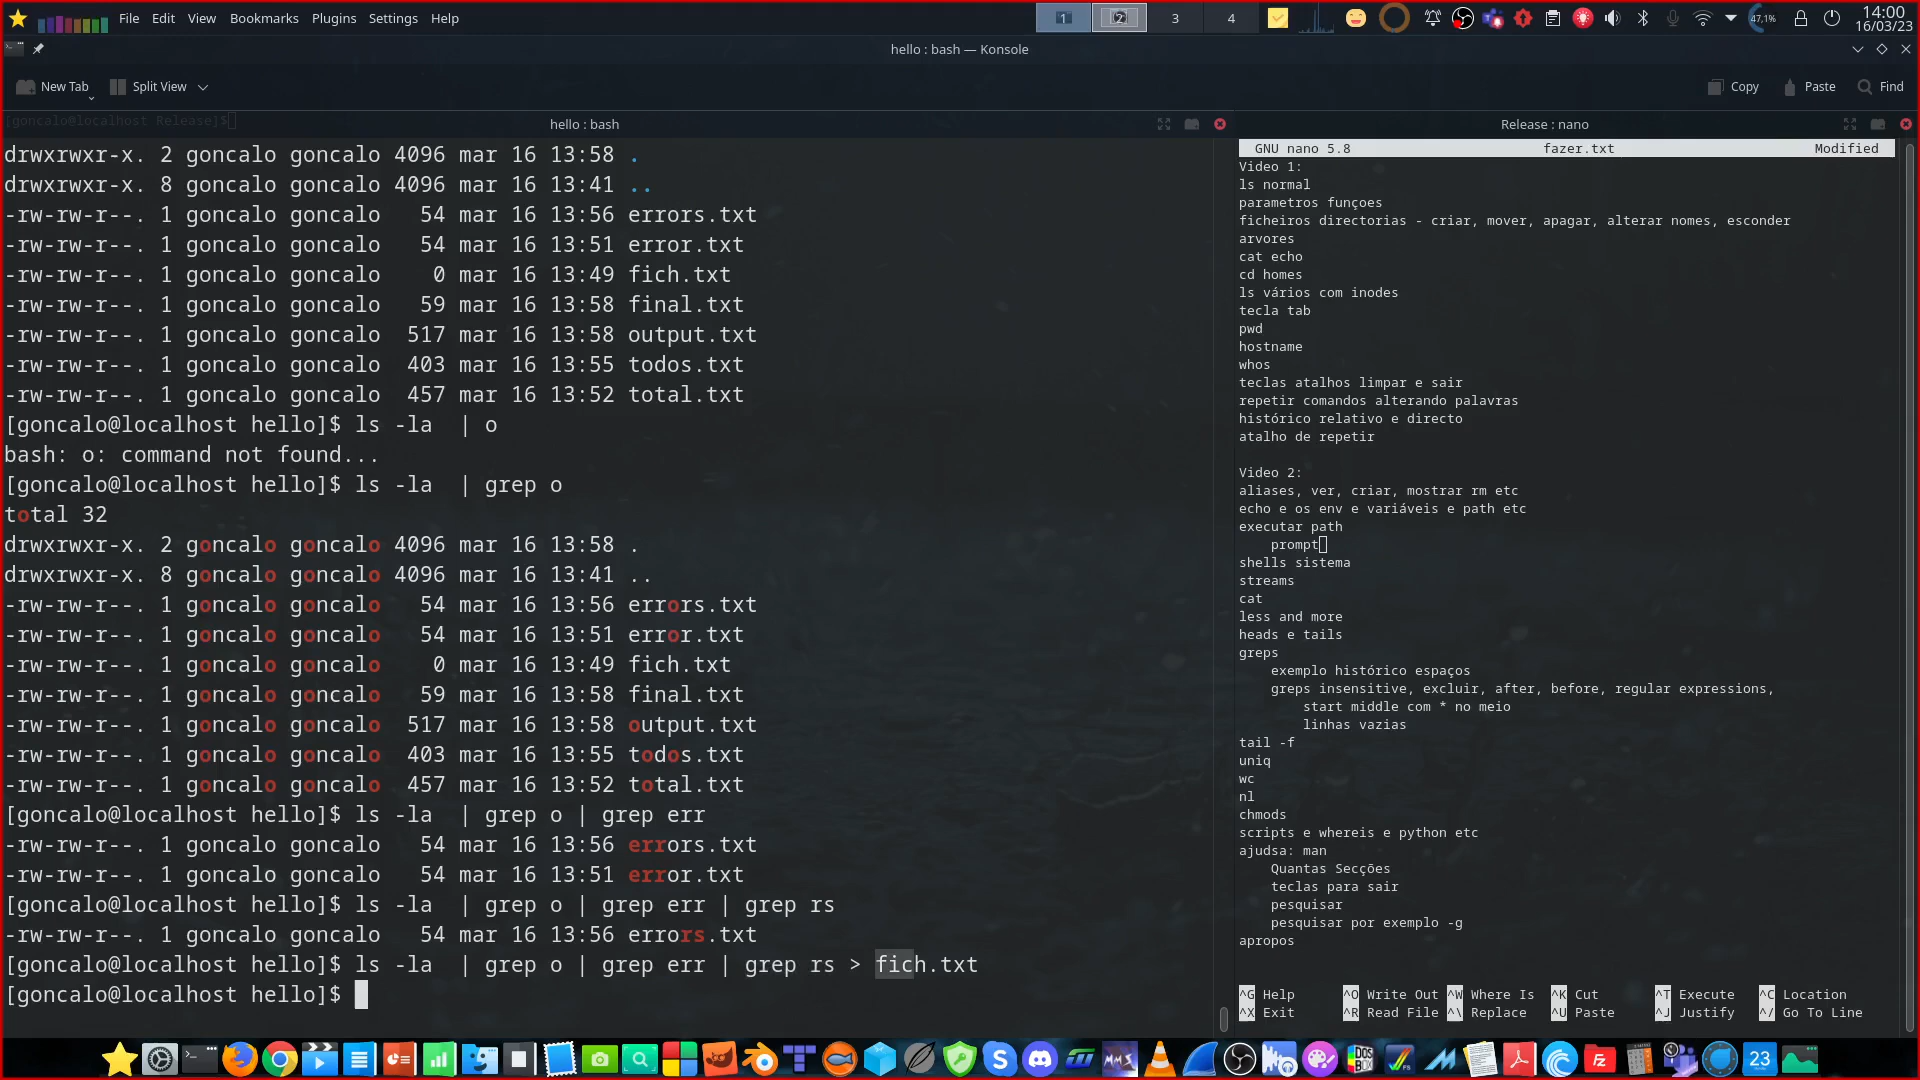 File Edit View Bookmarks Plugins Settings Help
1 2 3 4 47,1% 14:00
16/03/23
hello : bash — Konsole
New Tab Split View Copy Paste Find
[goncalo@localhost Release]$
hello : bash
drwxrwxr-x. 2 goncalo goncalo 4096 mar 16 13:58 .
drwxrwxr-x. 8 goncalo goncalo 4096 mar 16 13:41 ..
-rw-rw-r--. 1 goncalo goncalo   54 mar 16 13:56 errors.txt
-rw-rw-r--. 1 goncalo goncalo   54 mar 16 13:51 error.txt
-rw-rw-r--. 1 goncalo goncalo    0 mar 16 13:49 fich.txt
-rw-rw-r--. 1 goncalo goncalo   59 mar 16 13:58 final.txt
-rw-rw-r--. 1 goncalo goncalo  517 mar 16 13:58 output.txt
-rw-rw-r--. 1 goncalo goncalo  403 mar 16 13:55 todos.txt
-rw-rw-r--. 1 goncalo goncalo  457 mar 16 13:52 total.txt
[goncalo@localhost hello]$ ls -la  | o
bash: o: command not found...
[goncalo@localhost hello]$ ls -la  | grep o
total 32
drwxrwxr-x. 2 goncalo goncalo 4096 mar 16 13:58 .
drwxrwxr-x. 8 goncalo goncalo 4096 mar 16 13:41 ..
-rw-rw-r--. 1 goncalo goncalo   54 mar 16 13:56 errors.txt
-rw-rw-r--. 1 goncalo goncalo   54 mar 16 13:51 error.txt
-rw-rw-r--. 1 goncalo goncalo    0 mar 16 13:49 fich.txt
-rw-rw-r--. 1 goncalo goncalo   59 mar 16 13:58 final.txt
-rw-rw-r--. 1 goncalo goncalo  517 mar 16 13:58 output.txt
-rw-rw-r--. 1 goncalo goncalo  403 mar 16 13:55 todos.txt
-rw-rw-r--. 1 goncalo goncalo  457 mar 16 13:52 total.txt
[goncalo@localhost hello]$ ls -la  | grep o | grep err
-rw-rw-r--. 1 goncalo goncalo   54 mar 16 13:56 errors.txt
-rw-rw-r--. 1 goncalo goncalo   54 mar 16 13:51 error.txt
[goncalo@localhost hello]$ ls -la  | grep o | grep err | grep rs
-rw-rw-r--. 1 goncalo goncalo   54 mar 16 13:56 errors.txt
[goncalo@localhost hello]$ ls -la  | grep o | grep err | grep rs > fich.txt
[goncalo@localhost hello]$
Release : nano
GNU nano 5.8 fazer.txt Modified
Video 1:
ls normal
parametros funçoes
ficheiros directorias - criar, mover, apagar, alterar nomes, esconder
arvores
cat echo
cd homes
ls vários com inodes
tecla tab
pwd
hostname
whos
teclas atalhos limpar e sair
repetir comandos alterando palavras
histórico relativo e directo
atalho de repetir
Video 2:
aliases, ver, criar, mostrar rm etc
echo e os env e variáveis e path etc
executar path
prompt
shells sistema
streams
cat
less and more
heads e tails
greps
exemplo histórico espaços
greps insensitive, excluir, after, before, regular expressions,
start middle com * no meio
linhas vazias
tail -f
uniq
wc
nl
chmods
scripts e whereis e python etc
ajudsa: man
Quantas Secções
teclas para sair
pesquisar
pesquisar por exemplo -g
apropos
^G Help ^O Write Out ^W Where Is ^K Cut ^T Execute ^C Location
^X Exit ^R Read File ^\ Replace ^U Paste ^J Justify ^/ Go To Line
DOS BOX Fz 23